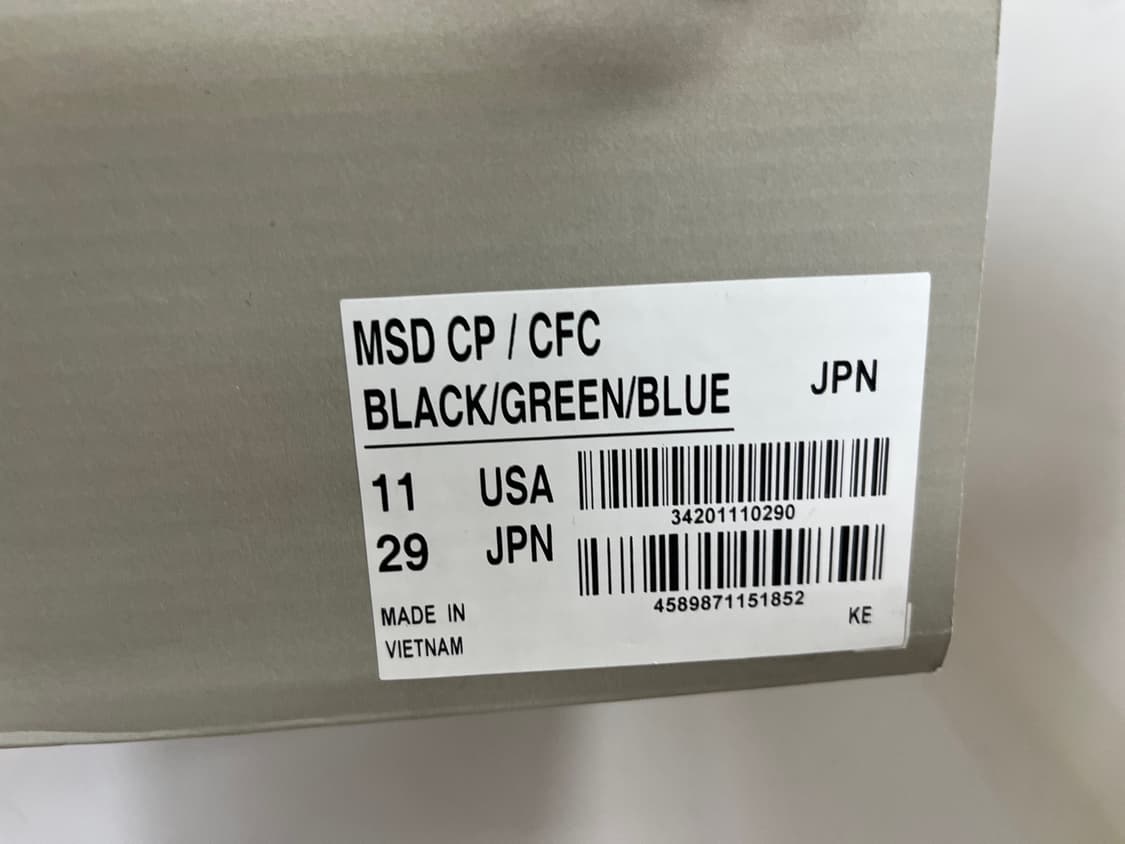 MSD CP / CFC
BLACK/GREEN/BLUE JPN
11 USA
34201110290
29 JPN
4589871151852
MADE IN
VIETNAM
KE